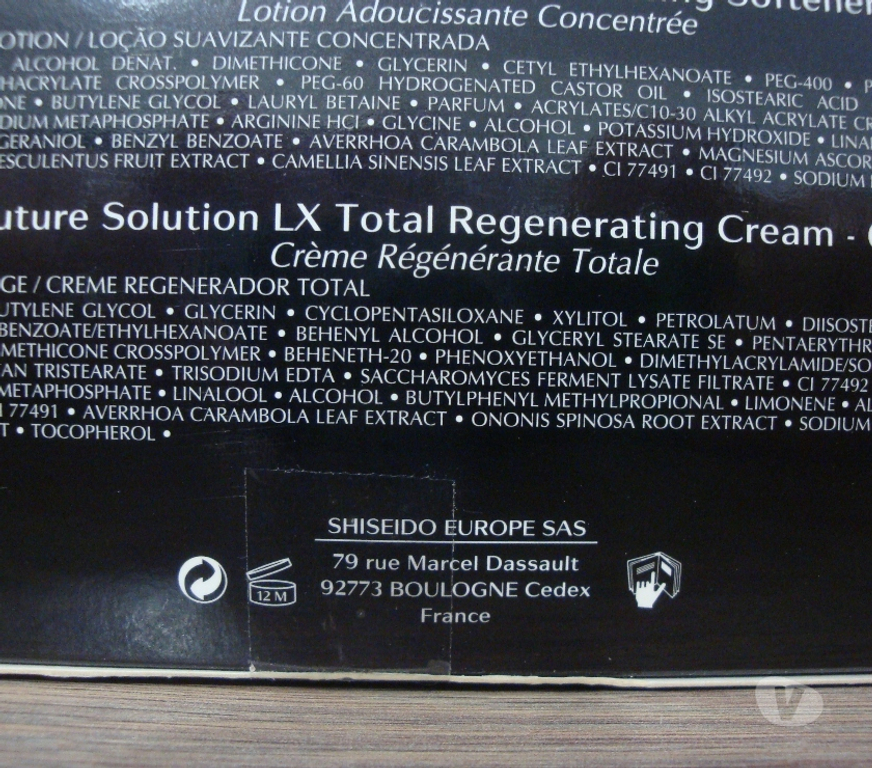 Softener
Lotion Adoucissante Concentrée
OTION / LOÇÃO SUAVIZANTE CONCENTRADA
ALCOHOL DENAT. • DIMETHICONE • GLYCERIN • CETYL ETHYLHEXANOATE • PEG-400 • P
HACRYLATE CROSSPOLYMER • PEG-60 HYDROGENATED CASTOR OIL • ISOSTEARIC ACID
ONE • BUTYLENE GLYCOL • LAURYL BETAINE • PARFUM • ACRYLATES/C10-30 ALKYL ACRYLATE CR
DIUM METAPHOSPHATE • ARGININE HCl • GLYCINE • ALCOHOL • POTASSIUM HYDROXIDE • LINA
GERANIOL • BENZYL BENZOATE • AVERRHOA CARAMBOLA LEAF EXTRACT • MAGNESIUM ASCOR
ESCULENTUS FRUIT EXTRACT • CAMELLIA SINENSIS LEAF EXTRACT • CI 77491 • CI 77492 • SODIUM
uture Solution LX Total Regenerating Cream -
Crème Régénérante Totale
GE / CREME REGENERADOR TOTAL
UTYLENE GLYCOL • GLYCERIN • CYCLOPENTASILOXANE • XYLITOL • PETROLATUM • DIISOSTE
BENZOATE/ETHYLHEXANOATE • BEHENYL ALCOHOL • GLYCERYL STEARATE SE • PENTAERYTHR
METHICONE CROSSPOLYMER • BEHENETH-20 • PHENOXYETHANOL • DIMETHYLACRYLAMIDE/SO
AN TRISTEARATE • TRISODIUM EDTA • SACCHAROMYCES FERMENT LYSATE FILTRATE • CI 77492
METAPHOSPHATE • LINALOOL • ALCOHOL • BUTYLPHENYL METHYLPROPIONAL • LIMONENE • AL
I 77491 • AVERRHOA CARAMBOLA LEAF EXTRACT • ONONIS SPINOSA ROOT EXTRACT • SODIUM
T • TOCOPHEROL •
SHISEIDO EUROPE SAS
79 rue Marcel Dassault
92773 BOULOGNE Cedex
France
12 M